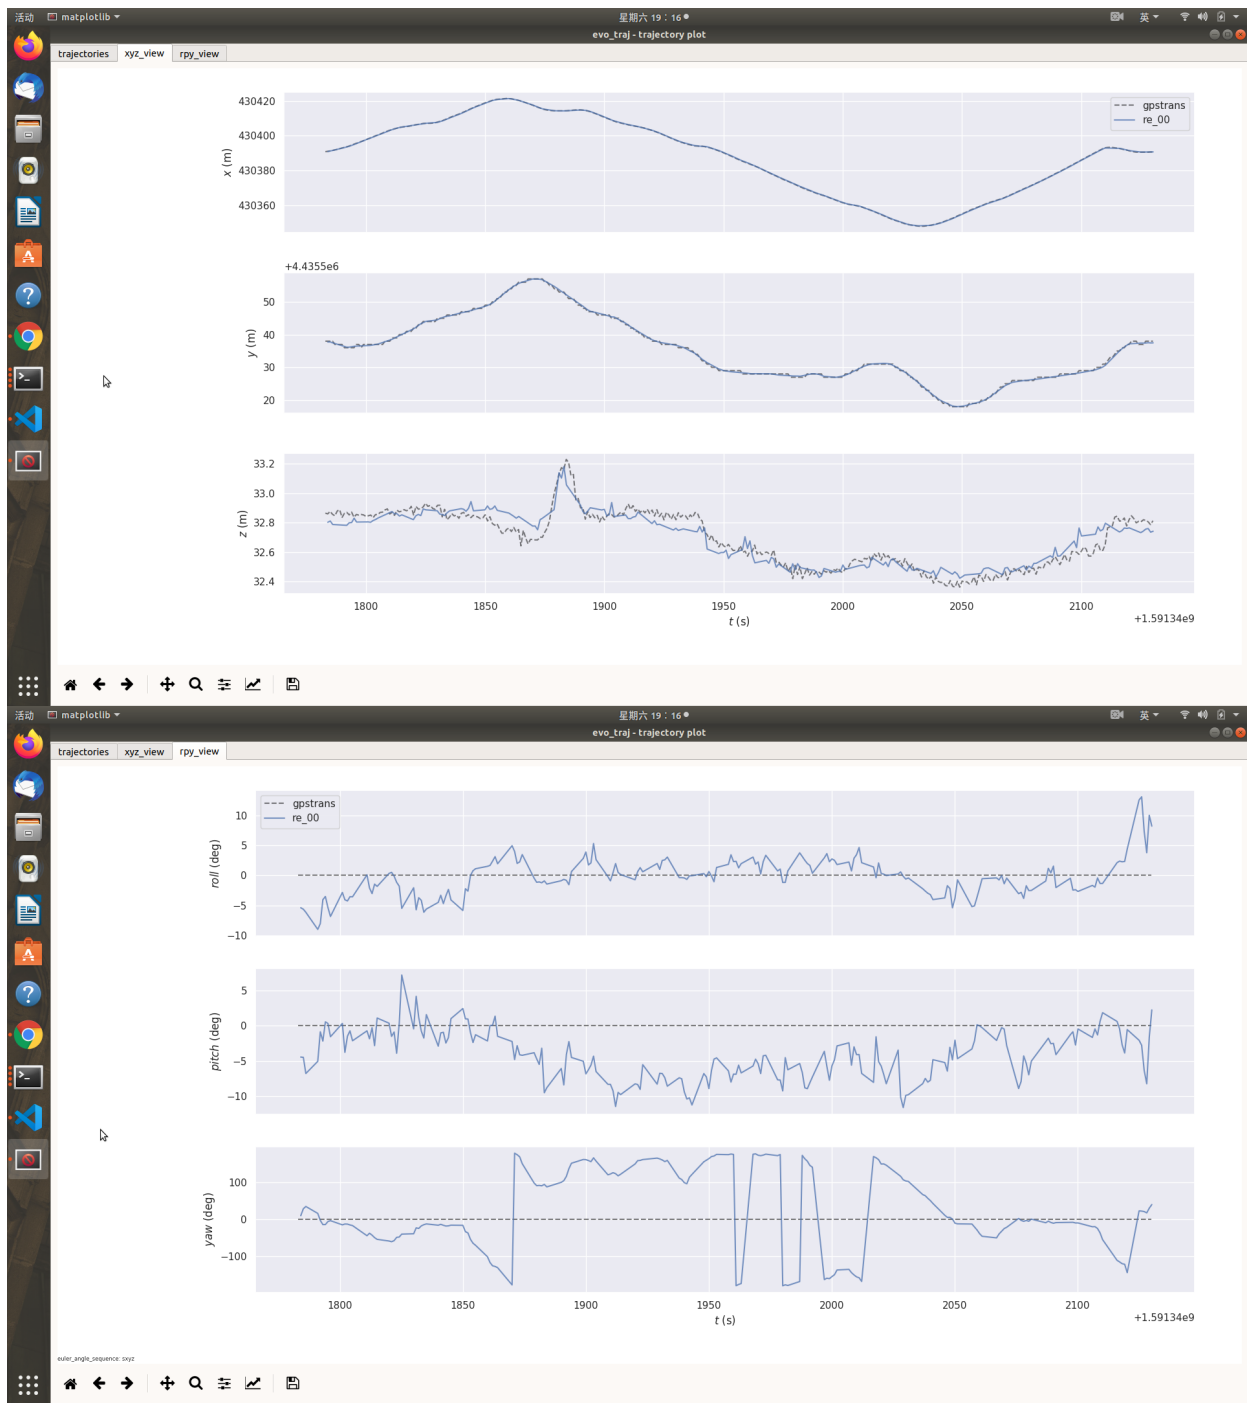 活动 matplotlib 星期六 19：16 英
evo_traj - trajectory plot
trajectories xyz_view rpy_view
430420
430400
430380
430360
x (m)
gpstrans
re_00
+4.4355e6
50
40
30
20
y (m)
33.2
33.0
32.8
32.6
32.4
z (m)
1800 1850 1900 1950 2000 2050 2100
t (s)
+1.59134e9
活动 matplotlib 星期六 19：16 英
evo_traj - trajectory plot
trajectories xyz_view rpy_view
gpstrans
re_00
10
5
0
−5
−10
roll (deg)
5
0
−5
−10
pitch (deg)
100
0
−100
yaw (deg)
1800 1850 1900 1950 2000 2050 2100
t (s)
+1.59134e9
euler_angle_sequence: sxyz